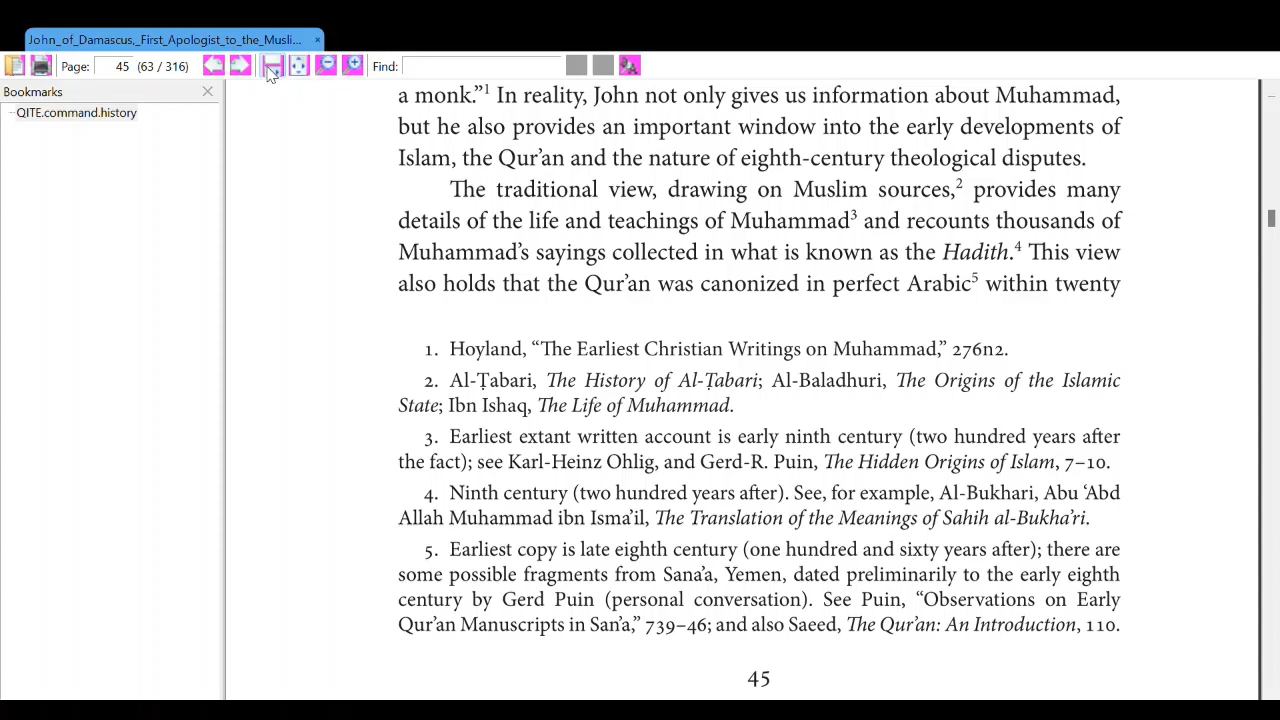 John_of_Damascus,_First_Apologist_to_the_Musli...
Page: 45 (63 / 316) Find:
Bookmarks
QITE.command.history
a monk.”1 In reality, John not only gives us information about Muhammad,
but he also provides an important window into the early developments of
Islam, the Qur’an and the nature of eighth-century theological disputes.
The traditional view, drawing on Muslim sources,2 provides many
details of the life and teachings of Muhammad3 and recounts thousands of
Muhammad’s sayings collected in what is known as the Hadith.4 This view
also holds that the Qur’an was canonized in perfect Arabic5 within twenty
1. Hoyland, “The Earliest Christian Writings on Muhammad,” 276n2.
2. Al-Ṭabari, The History of Al-Ṭabari; Al-Baladhuri, The Origins of the Islamic
State; Ibn Ishaq, The Life of Muhammad.
3. Earliest extant written account is early ninth century (two hundred years after
the fact); see Karl-Heinz Ohlig, and Gerd-R. Puin, The Hidden Origins of Islam, 7–10.
4. Ninth century (two hundred years after). See, for example, Al-Bukhari, Abu ‘Abd
Allah Muhammad ibn Isma’il, The Translation of the Meanings of Sahih al-Bukha’ri.
5. Earliest copy is late eighth century (one hundred and sixty years after); there are
some possible fragments from Sana’a, Yemen, dated preliminarily to the early eighth
century by Gerd Puin (personal conversation). See Puin, “Observations on Early
Qur’an Manuscripts in San’a,” 739–46; and also Saeed, The Qur’an: An Introduction, 110.
45